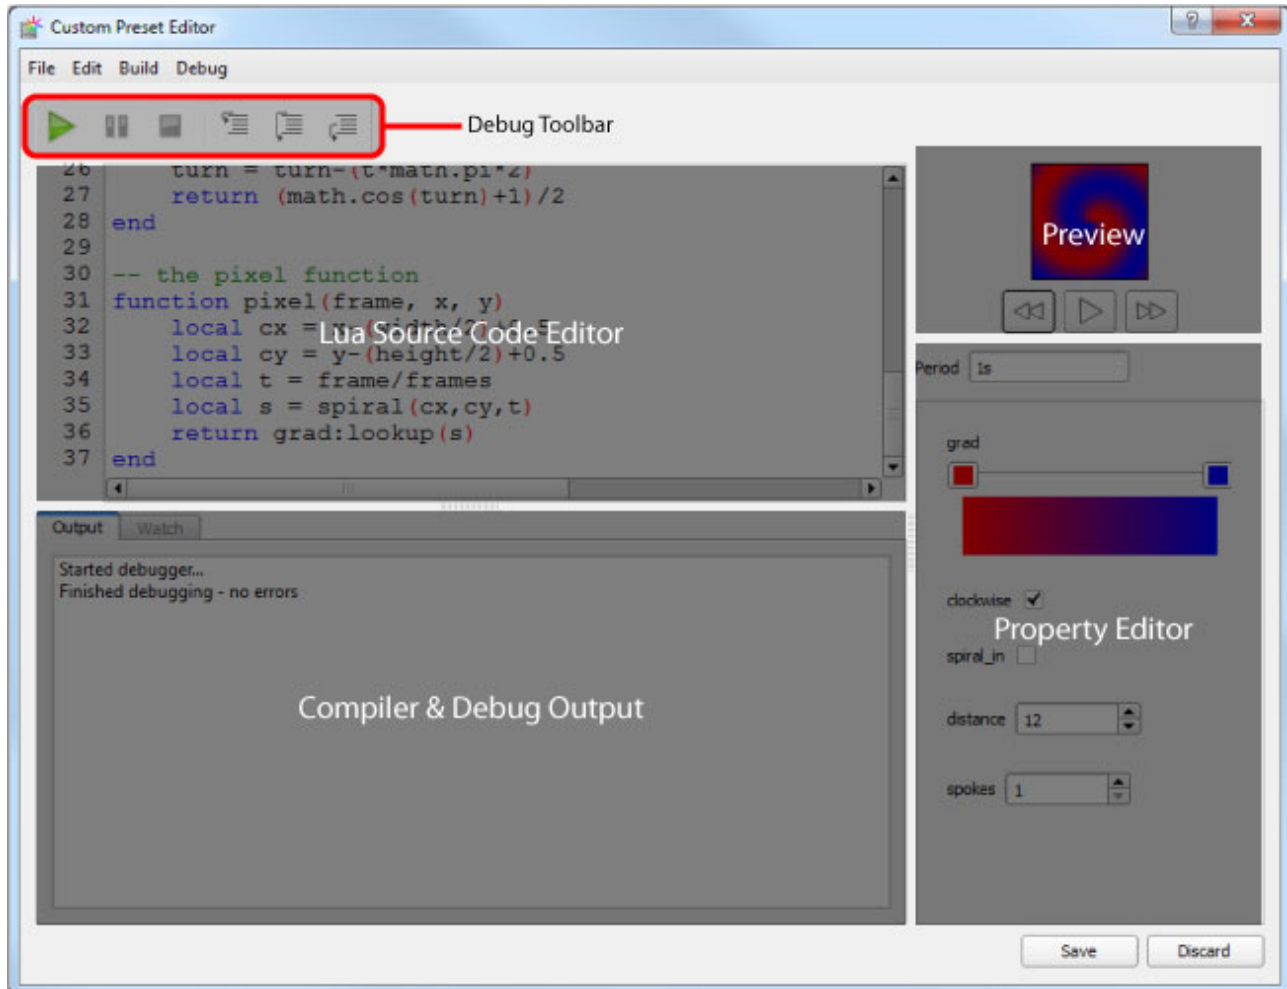 Custom Preset Editor
File Edit Build Debug
Debug Toolbar
26 turn = turn-(t*math.pi*2)
27 return (math.cos(turn)+1)/2
28 end
29
30 -- the pixel function
31 function pixel(frame, x, y)
32 local cx =
Lua Source Code Editor
33 local cy = y-(height/2)+0.5
34 local t = frame/frames
35 local s = spiral(cx,cy,t)
36 return grad:lookup(s)
37 end
Preview
Period 1s
grad
clockwise
Property Editor
spiral_in
distance 12
spokes 1
Output Watch
Started debugger...
Finished debugging - no errors
Compiler & Debug Output
Save Discard